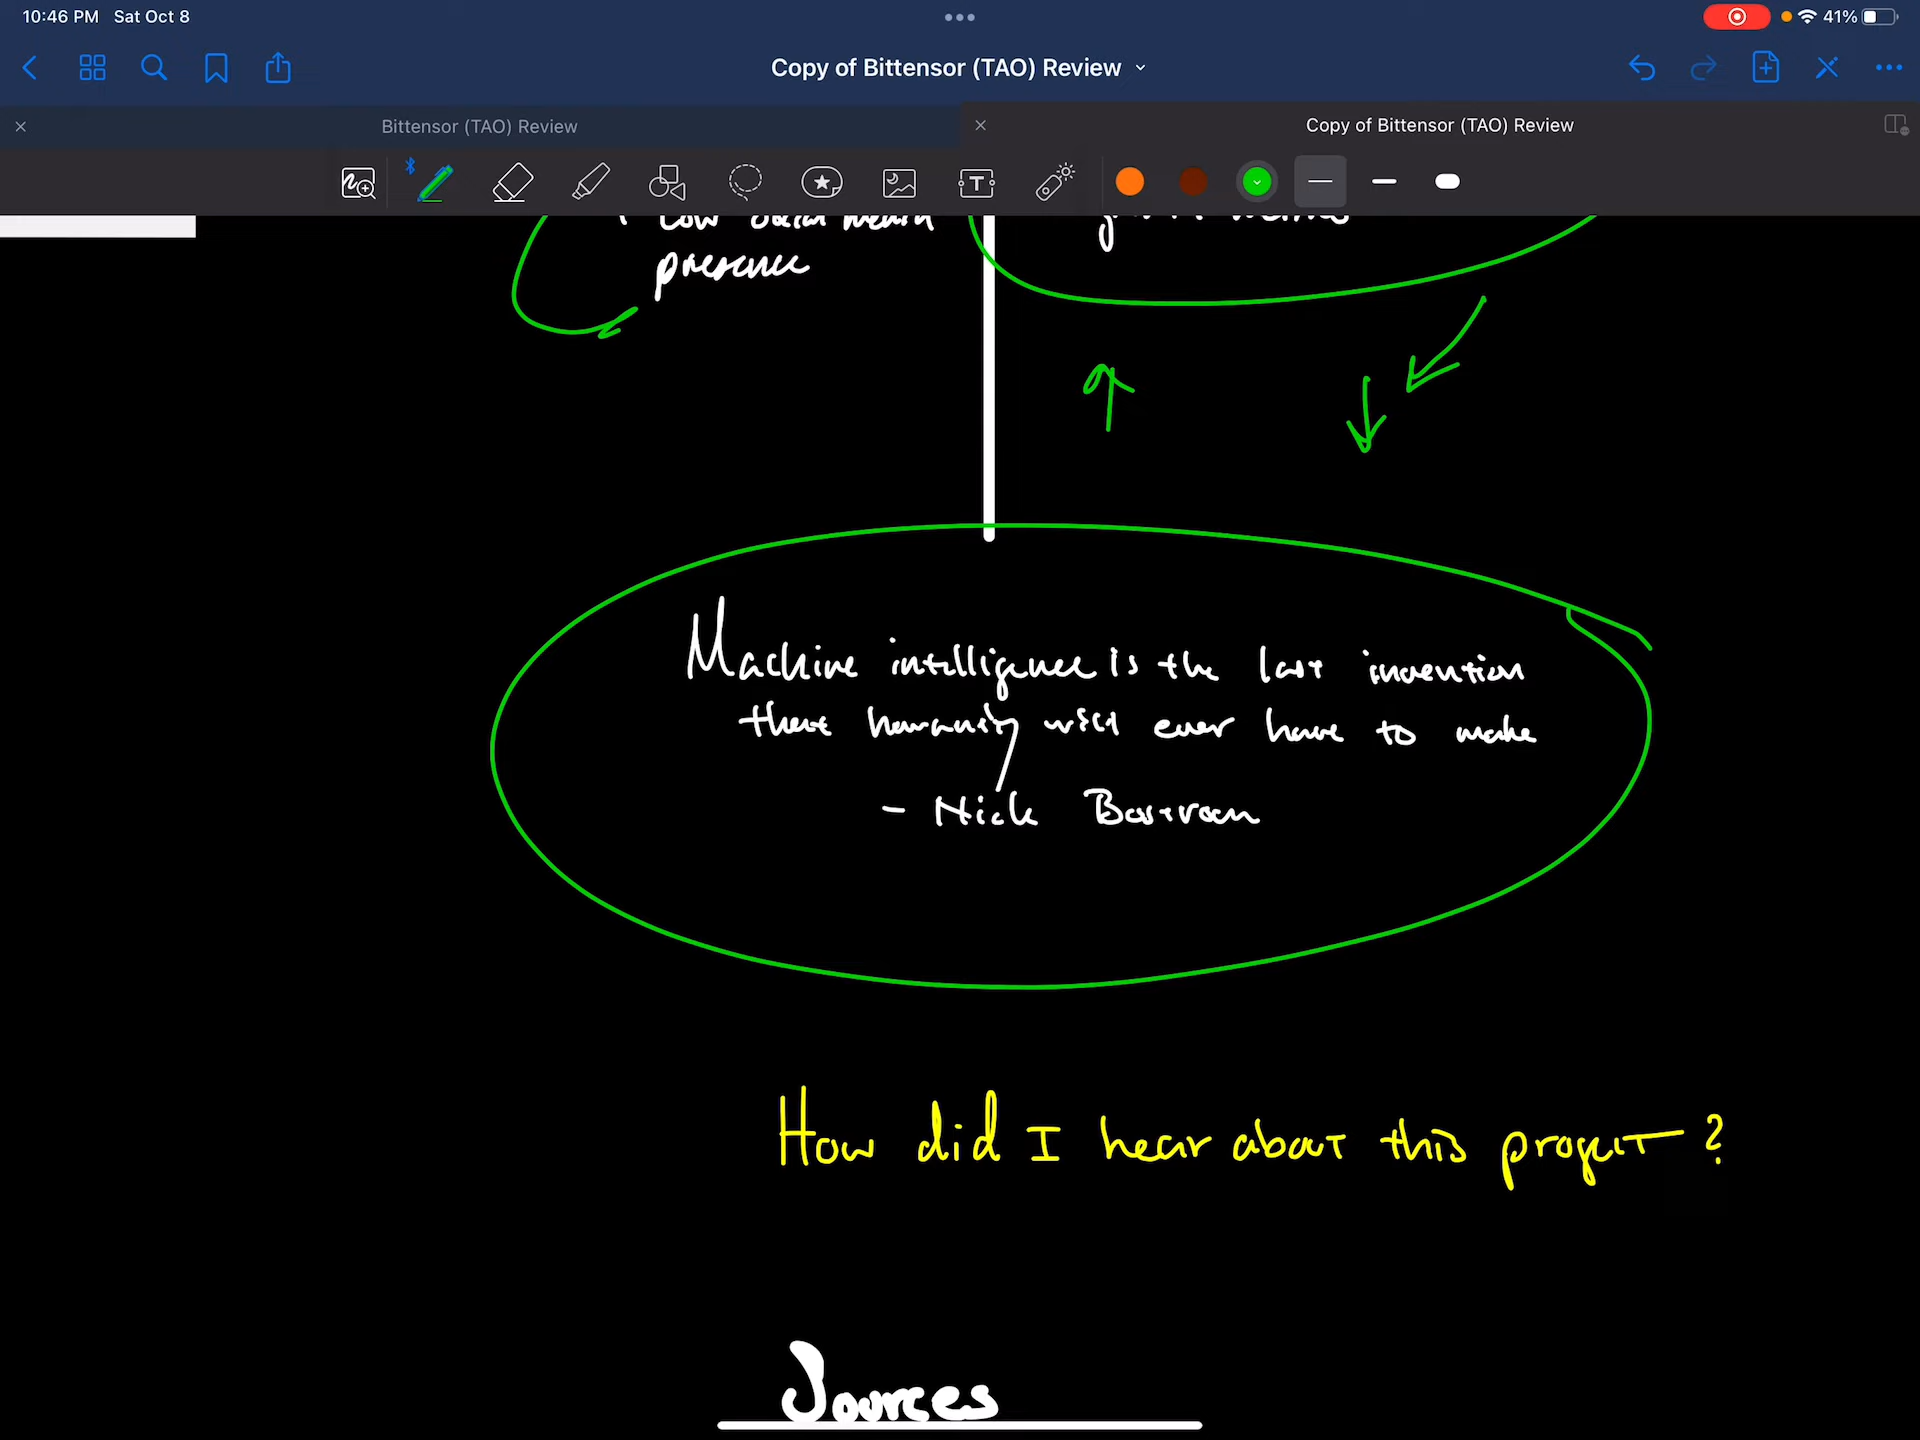 10:46 PM Sat Oct 8
41%
Copy of Bittensor (TAO) Review
Bittensor (TAO) Review
Copy of Bittensor (TAO) Review
presence
Machine intelligence is the last invention
that humanity will ever have to make
- Nick Bostrom
How did I hear about this project?
Sources